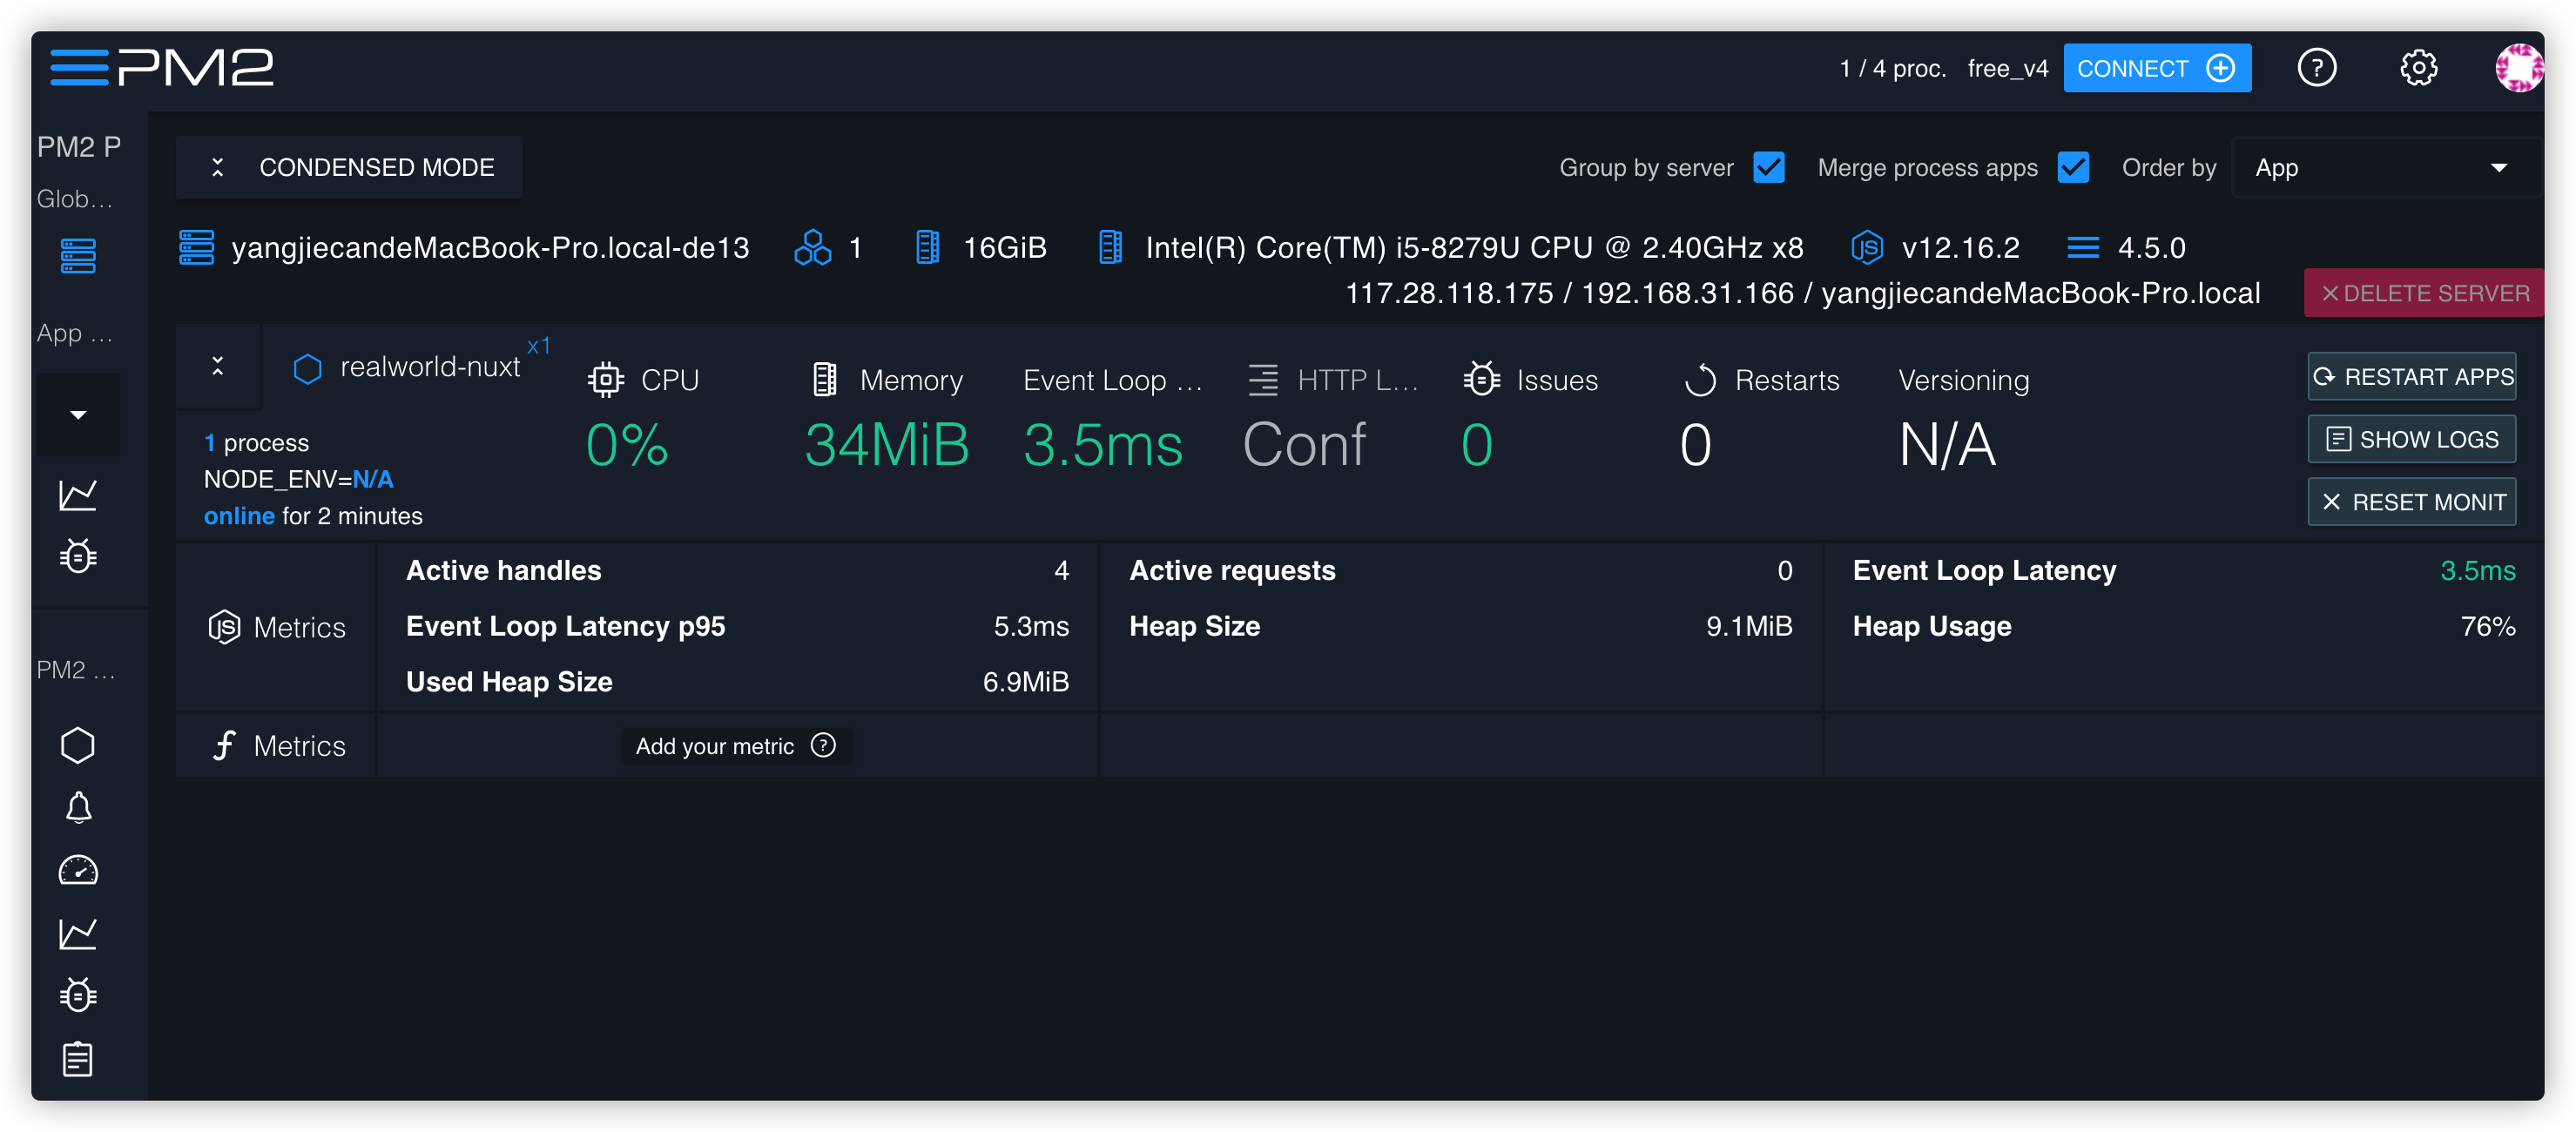 PM2
1 / 4 proc. free_v4 CONNECT
PM2 P
Glob...
App ...
PM2 ...
CONDENSED MODE
Group by server Merge process apps Order by App
yangjiecandeMacBook-Pro.local-de13 1 16GiB Intel(R) Core(TM) i5-8279U CPU @ 2.40GHz x8 v12.16.2 4.5.0
117.28.118.175 / 192.168.31.166 / yangjiecandeMacBook-Pro.local DELETE SERVER
realworld-nuxt x1
1 process
NODE_ENV=N/A
online for 2 minutes
CPU Memory Event Loop ... HTTP L... Issues Restarts Versioning
0% 34MiB 3.5ms Conf 0 0 N/A
RESTART APPS
SHOW LOGS
RESET MONIT
JS Metrics
Active handles 4 Active requests 0 Event Loop Latency 3.5ms
Event Loop Latency p95 5.3ms Heap Size 9.1MiB Heap Usage 76%
Used Heap Size 6.9MiB
Metrics Add your metric ?